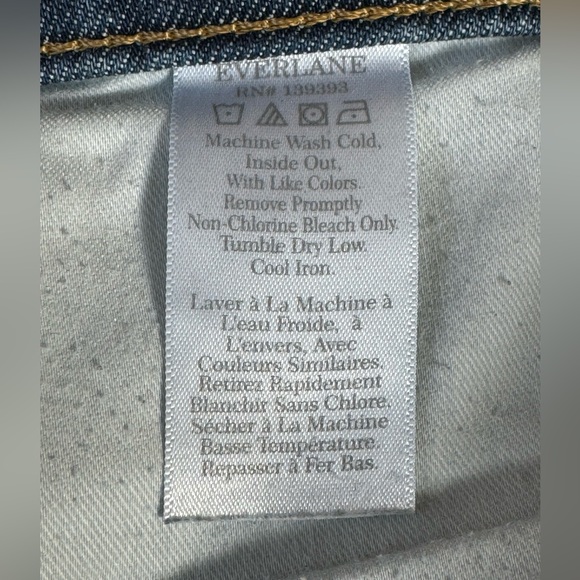 EVERLANE
RN# 139393
Machine Wash Cold,
Inside Out,
With Like Colors.
Remove Promptly
Non-Chlorine Bleach Only.
Tumble Dry Low.
Cool Iron.
Laver à La Machine à
L'eau Froide, à
L'envers, Avec
Couleurs Similaires.
Retirez Rapidement
Blanchir Sans Chlore.
Sécher à La Machine
Basse Température.
Repasser à Fer Bas.